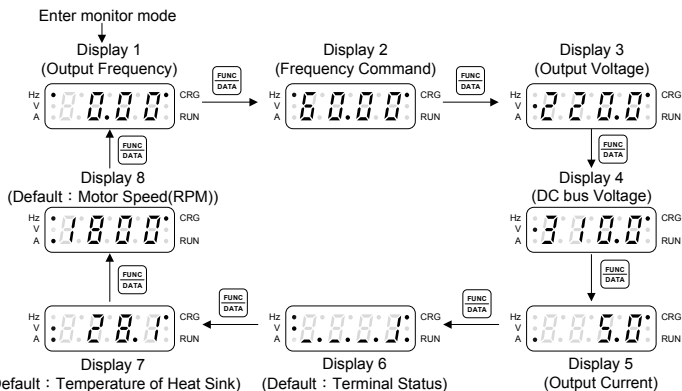 Enter monitor mode
Display 1
(Output Frequency)
Display 2
(Frequency Command)
Display 3
(Output Voltage)
Hz
V
A
0.00
CRG
RUN
FUNC
DATA
Hz
V
A
60.00
CRG
RUN
FUNC
DATA
Hz
V
A
220.0
CRG
RUN
FUNC
DATA
FUNC
DATA
Display 8
(Default：Motor Speed(RPM))
Display 4
(DC bus Voltage)
Hz
V
A
1800
CRG
RUN
Hz
V
A
310.0
CRG
RUN
FUNC
DATA
FUNC
DATA
Hz
V
A
28.1
CRG
RUN
FUNC
DATA
Hz
V
A
CRG
RUN
FUNC
DATA
Hz
V
A
5.0
CRG
RUN
Display 7
efault：Temperature of Heat Sink)
Display 6
(Default：Terminal Status)
Display 5
(Output Current)